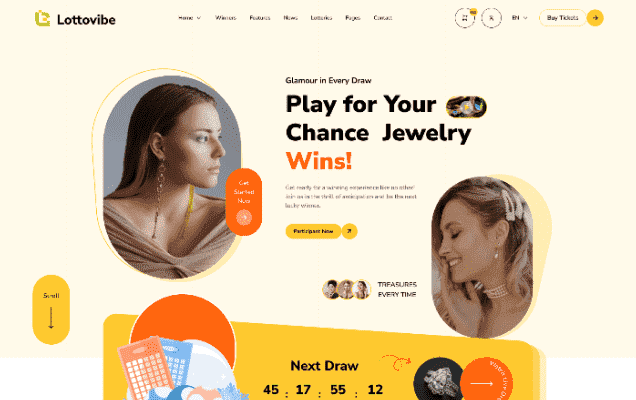 Lottovibe
Home Winners Features News Lotteries Pages Contact
EN
Buy Tickets
Glamour in Every Draw
Play for Your
Chance Jewelry
Wins!
Get
Started
Now
Get ready for a winning experience like no other!
Join us in the thrill of anticipation and be the next
lucky winner.
Participant Now
TREASURES
EVERY TIME
Scroll
Next Draw
45 : 17 : 55 : 12